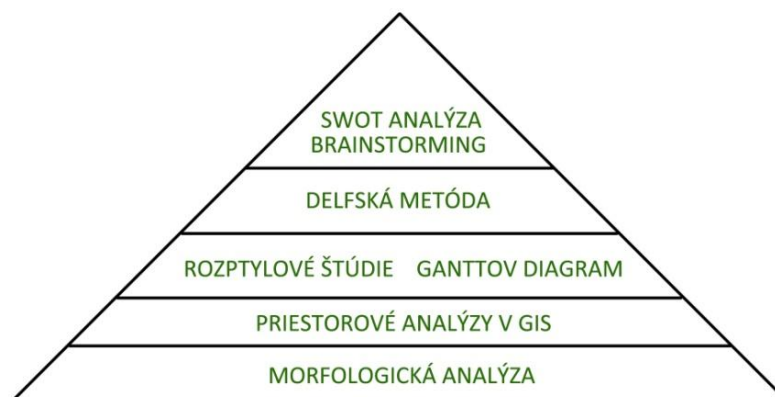 SWOT ANALÝZA
BRAINSTORMING
DELFSKÁ METÓDA
ROZPTYLOVÉ ŠTÚDIE GANTTOV DIAGRAM
PRIESTOROVÉ ANALÝZY V GIS
MORFOLOGICKÁ ANALÝZA